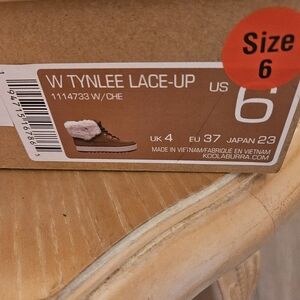 Size
6
W TYNLEE LACE-UP
1114733 W/CHE
US
6
UK 4 EU 37 JAPAN 23
MADE IN VIETNAM/FABRIQUÉ EN VIETNAM
KOOLABURRA.COM